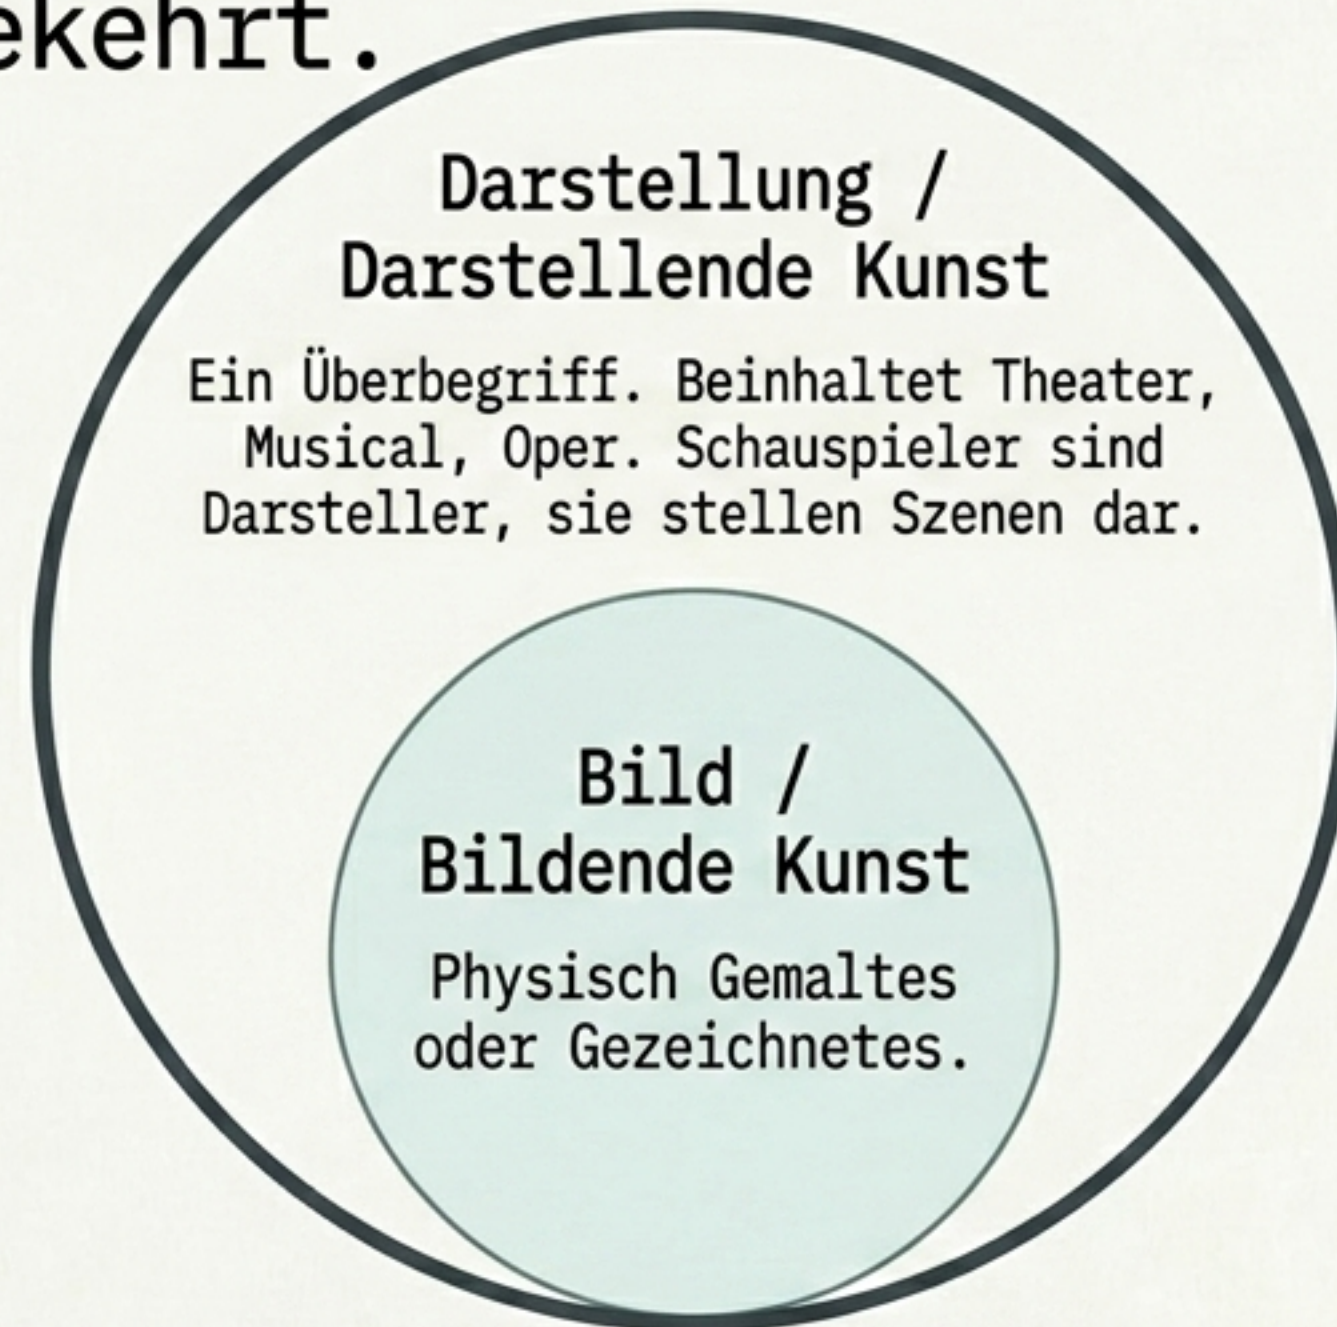 ekehrt.
Darstellung /
Darstellende Kunst
Ein Überbegriff. Beinhaltet Theater,
Musical, Oper. Schauspieler sind
Darsteller, sie stellen Szenen dar.
Bild /
Bildende Kunst
Physisch Gemaltes
oder Gezeichnetes.